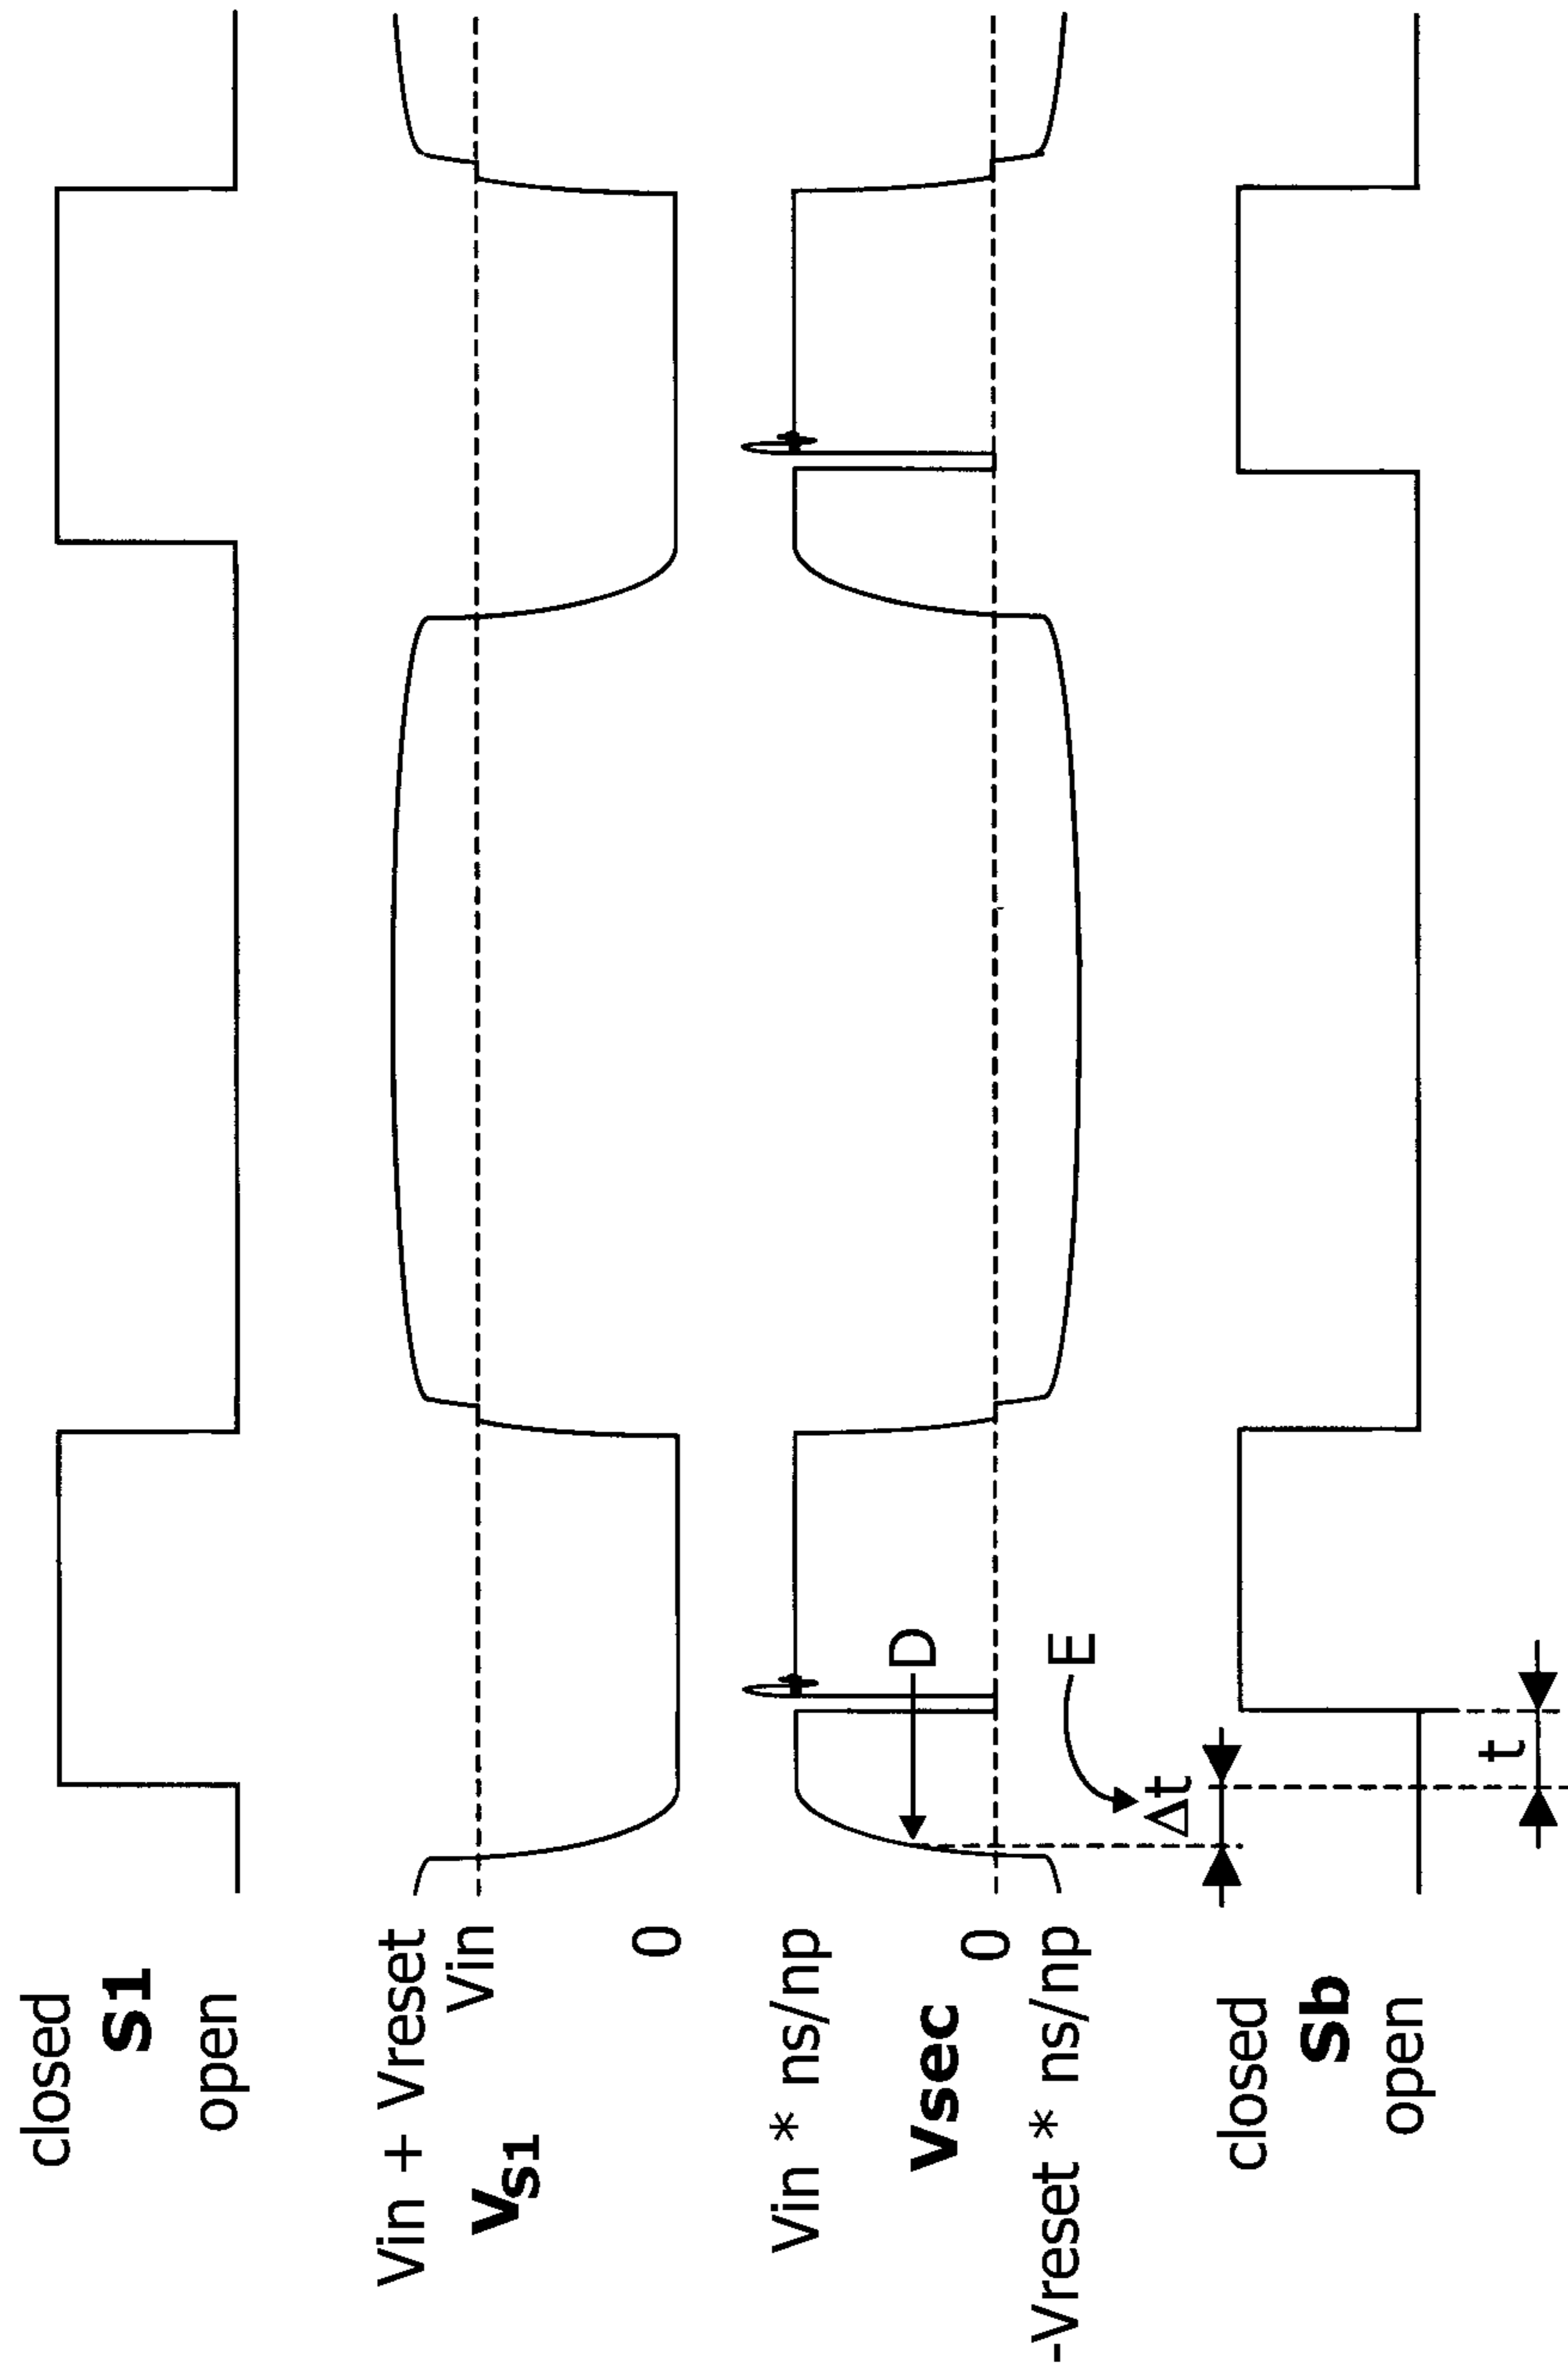 closed
S1
open
Vin + Vreset
Vin
VS1
0
Vin * ns/np
D
Vsec
0
-Vreset * ns/np
E
Δt
closed
Sb
open
t